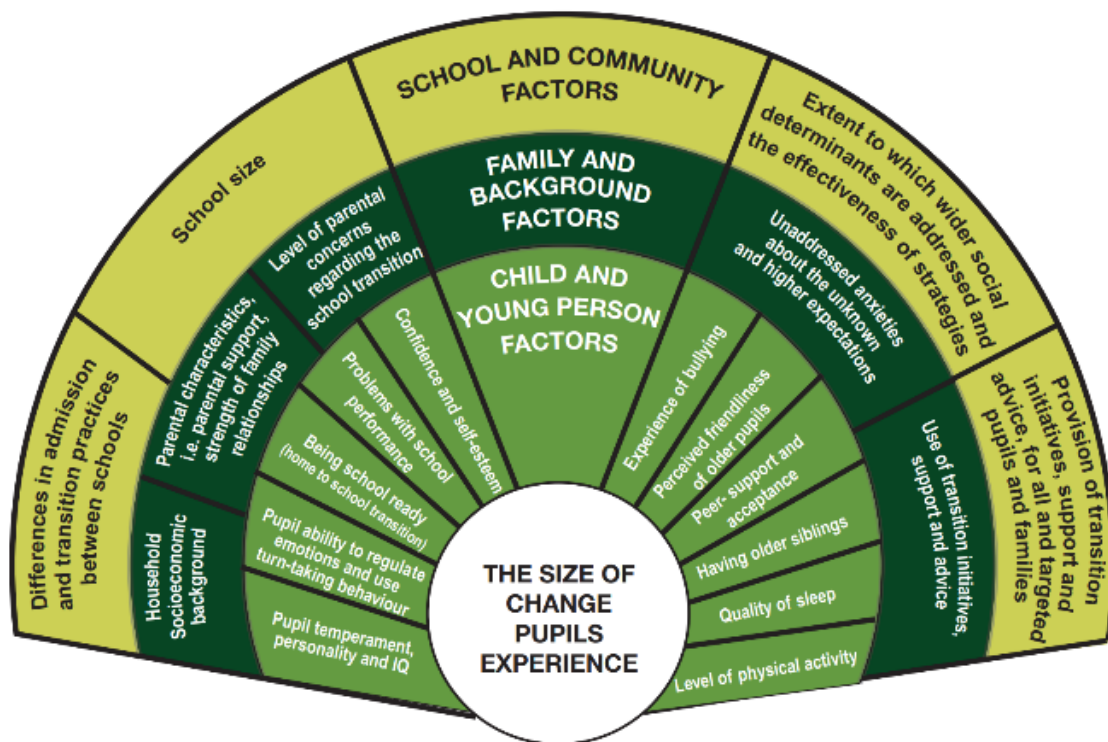 SCHOOL AND COMMUNITY
FACTORS
FAMILY AND
BACKGROUND
FACTORS
CHILD AND
YOUNG PERSON
FACTORS
Differences in admission
and transition practices
between schools
School size
Extent to which wider social
determinants are addressed and
the effectiveness of strategies
Provision of transition
initiatives, support and
advice, for all and targeted
pupils and families
Household
Socioeconomic
background
Parental characteristics,
i.e. parental support,
strength of family
relationships
Level of parental
concerns
regarding the
school transition
Unaddressed anxieties
about the unknown
and higher expectations
Use of transition initiatives,
support and advice
Pupil temperament,
personality and IQ
Pupil ability to regulate
emotions and use
turn-taking behaviour
Being school ready
(home to school transition)
Problems with school
performance
Confidence and self-esteem
Experience of bullying
Perceived friendliness
of older pupils
Peer- support and
acceptance
Having older siblings
Quality of sleep
Level of physical activity
THE SIZE OF
CHANGE
PUPILS
EXPERIENCE